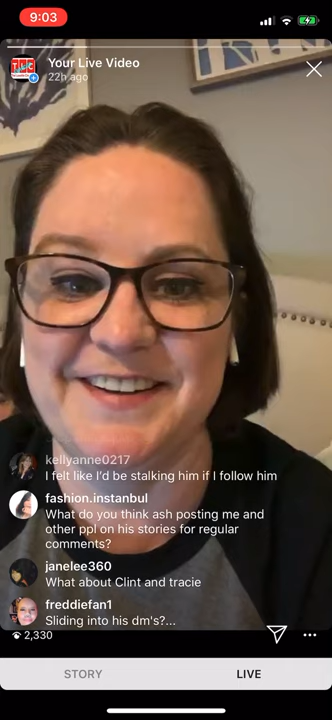 9:03
Your Live Video
22h ago
kellyanne0217
I felt like I'd be stalking him if I follow him
fashion.instanbul
What do you think ash posting me and
other ppl on his stories for regular
comments?
janelee360
What about Clint and tracie
freddiefan1
Sliding into his dm's?...
2,330
STORY LIVE